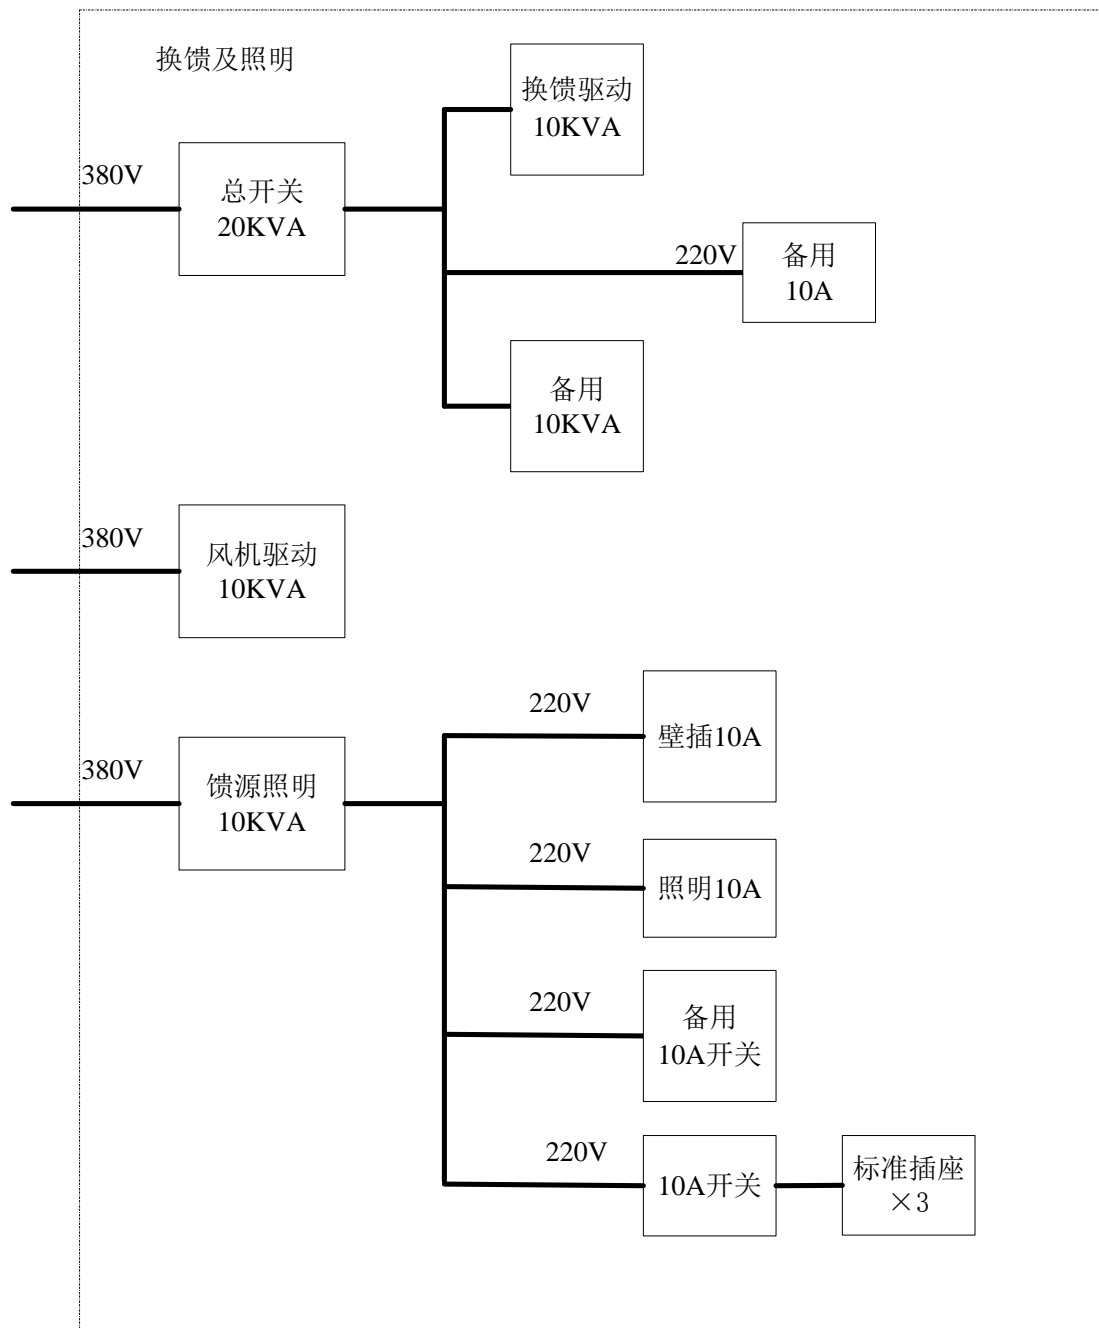 换馈及照明
换馈驱动
10KVA
380V
总开关
20KVA
220V
备用
10A
备用
10KVA
380V
风机驱动
10KVA
220V
壁插10A
380V
馈源照明
10KVA
220V
照明10A
220V
备用
10A开关
220V
10A开关
标准插座
×3